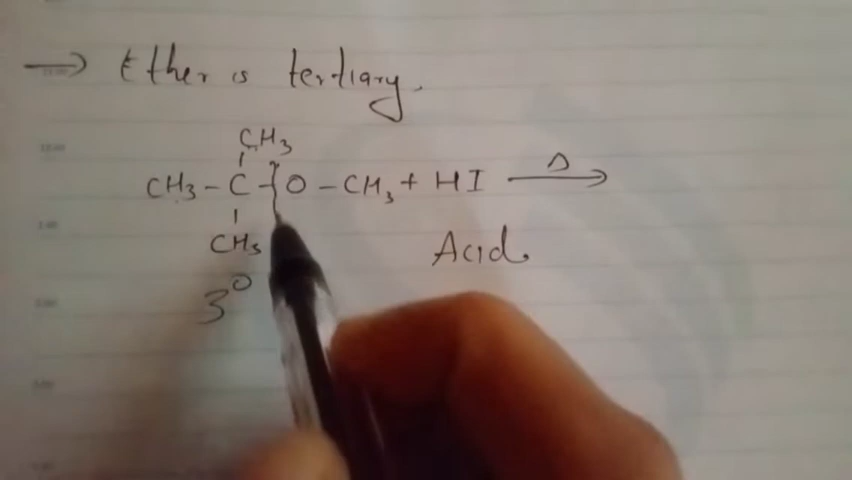 → Ether is tertiary.
CH₃
CH₃ - C - O - CH₃ + HI Δ →
CH₃
Acid.
3°